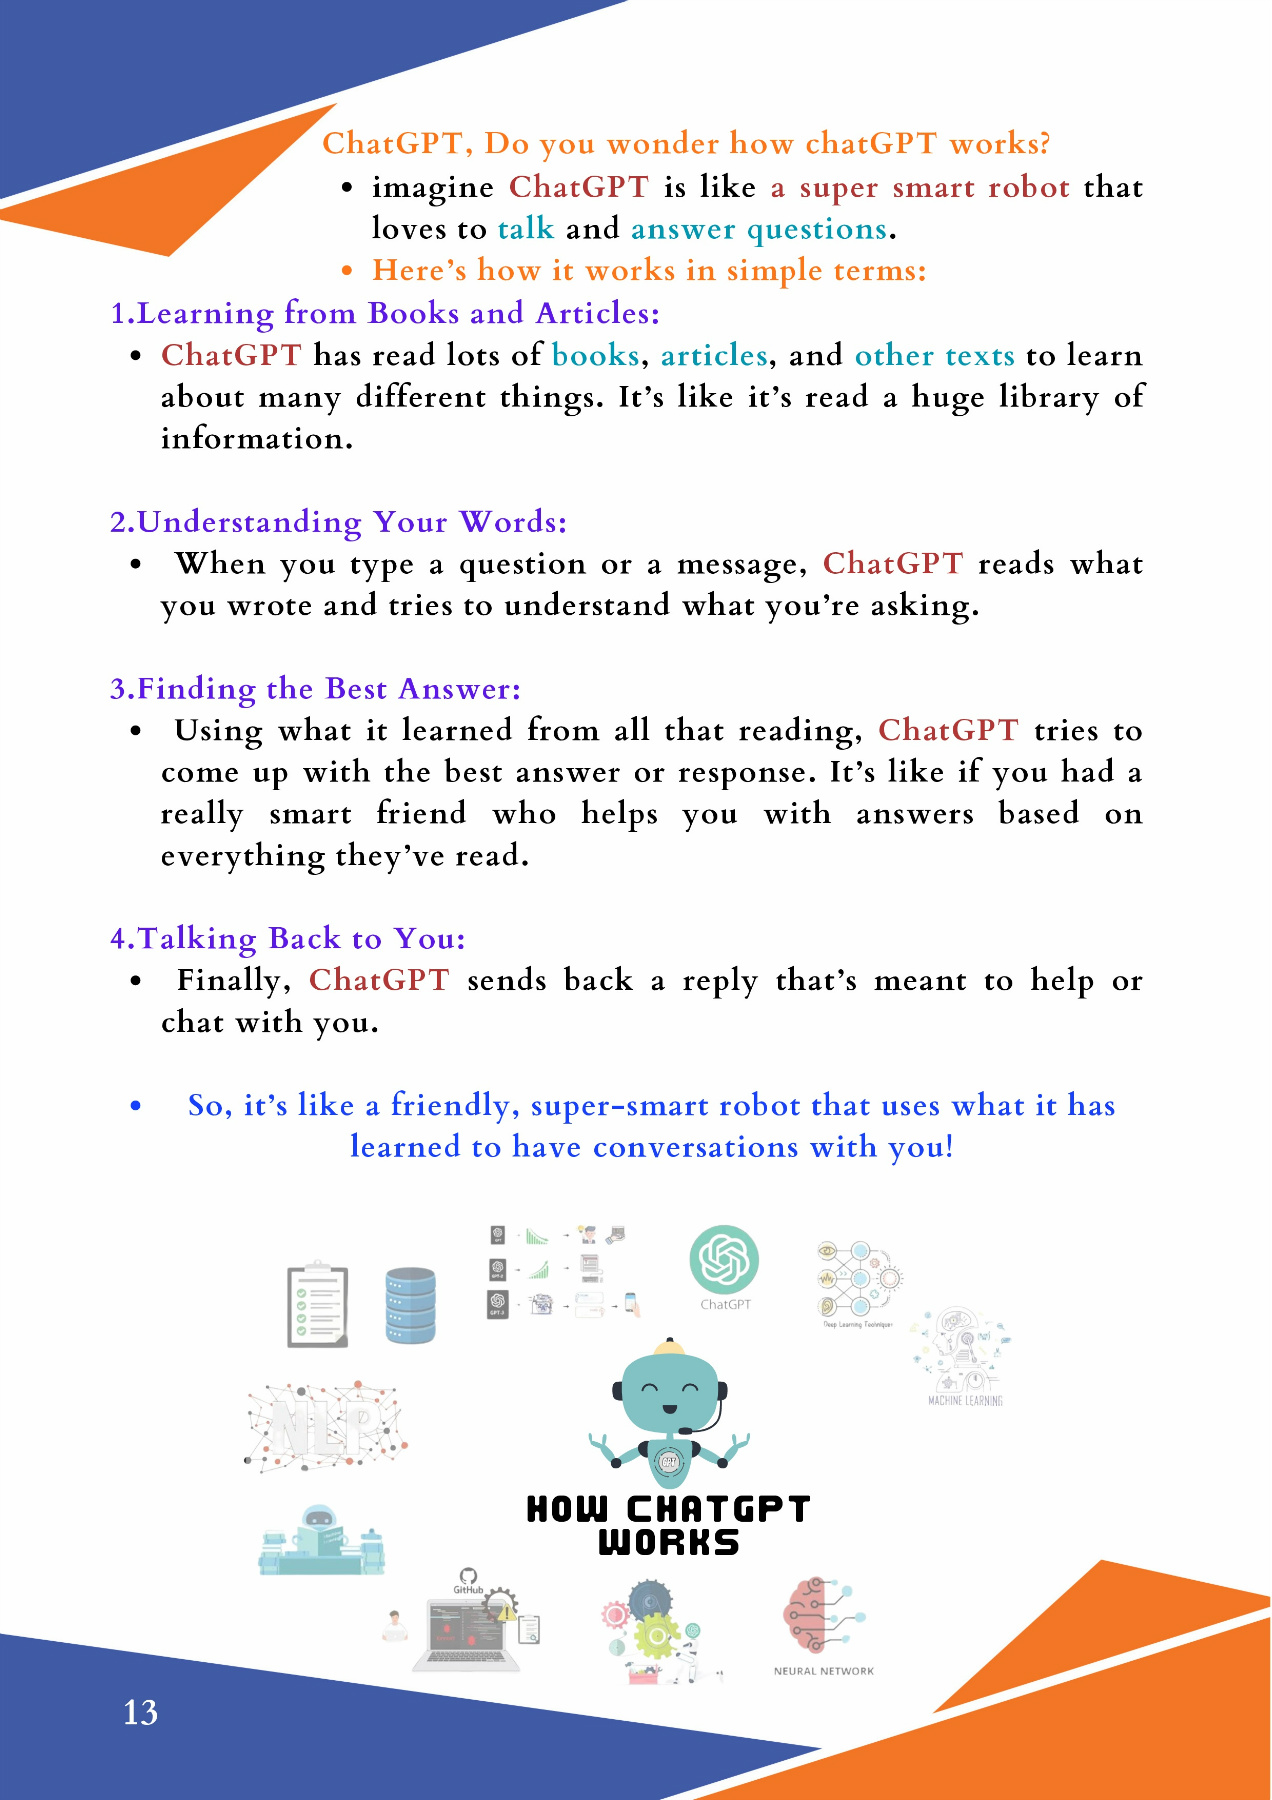 ChatGPT, Do you wonder how chatGPT works?
• imagine ChatGPT is like a super smart robot that
loves to talk and answer questions.
• Here's how it works in simple terms:
1.Learning from Books and Articles:
• ChatGPT has read lots of books, articles, and other texts to learn
about many different things. It's like it's read a huge library of
information.
2.Understanding Your Words:
• When you type a question or a message, ChatGPT reads what
you wrote and tries to understand what you're asking.
3.Finding the Best Answer:
• Using what it learned from all that reading, ChatGPT tries to
come up with the best answer or response. It's like if you had a
really smart friend who helps you with answers based on
everything they've read.
4.Talking Back to You:
• Finally, ChatGPT sends back a reply that's meant to help or
chat with you.
• So, it's like a friendly, super-smart robot that uses what it has
learned to have conversations with you!
GPT
GPT-2
GPT-3
ChatGPT
Deep Learning Technique
MACHINE LEARNING
NLP
GPT
HOW CHATGPT
WORKS
GitHub
NEURAL NETWORK
13